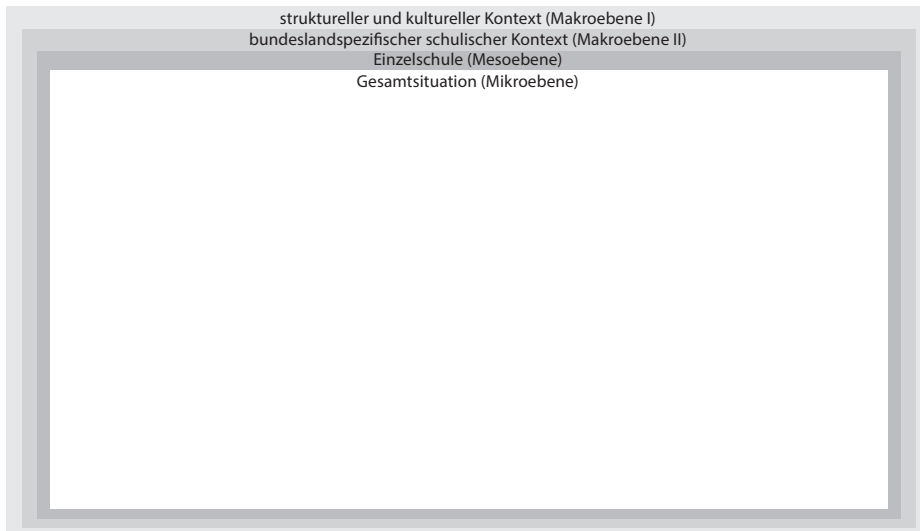 struktureller und kultureller Kontext (Makroebene I)
bundeslandspezifischer schulischer Kontext (Makroebene II)
Einzelschule (Mesoebene)
Gesamtsituation (Mikroebene)